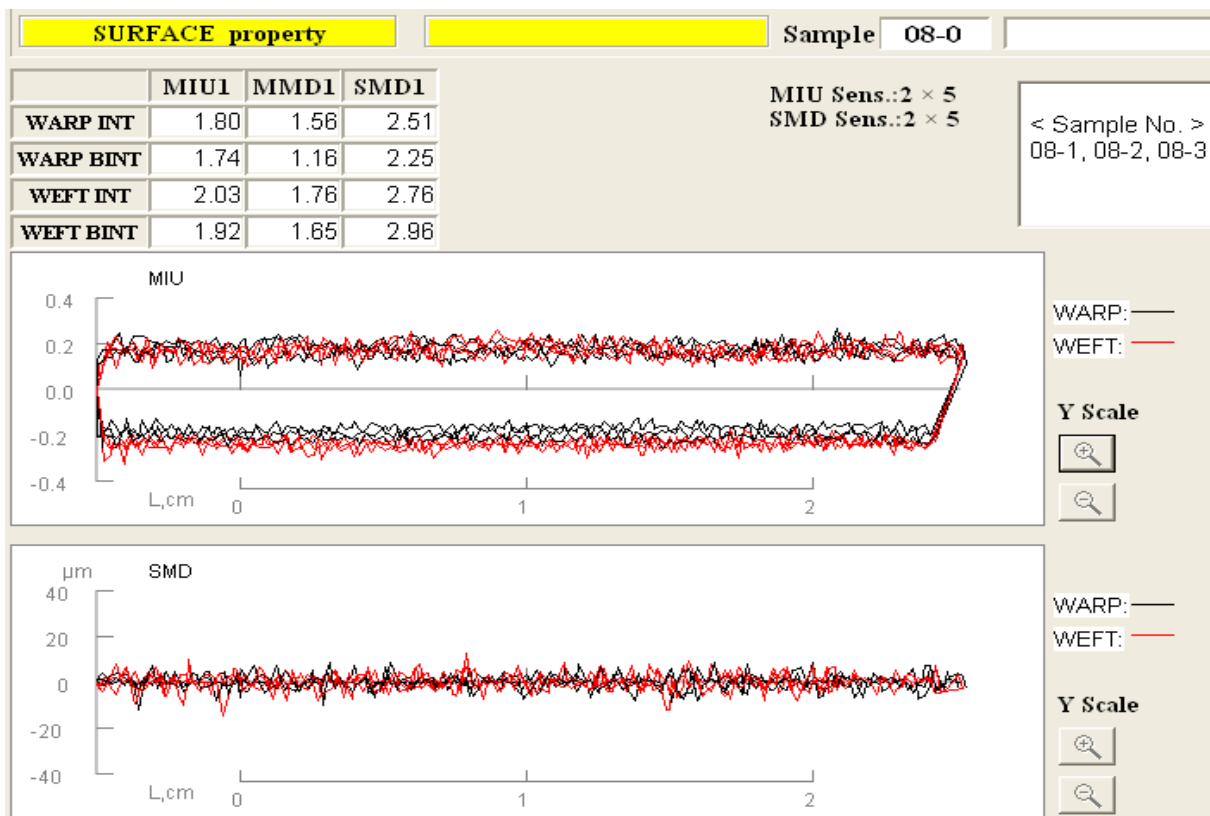 SURFACE property Sample 08-0
MIU1 MMD1 SMD1
WARP INT 1.80 1.56 2.51
WARP BINT 1.74 1.16 2.25
WEFT INT 2.03 1.76 2.76
WEFT BINT 1.92 1.65 2.96
MIU Sens.:2 × 5
SMD Sens.:2 × 5
< Sample No. >
08-1, 08-2, 08-3
MIU
0.4
0.2
0.0
-0.2
-0.4
L,cm 0 1 2
WARP:
WEFT:
Y Scale
µm SMD
40
20
0
-20
-40
L,cm 0 1 2
WARP:
WEFT:
Y Scale